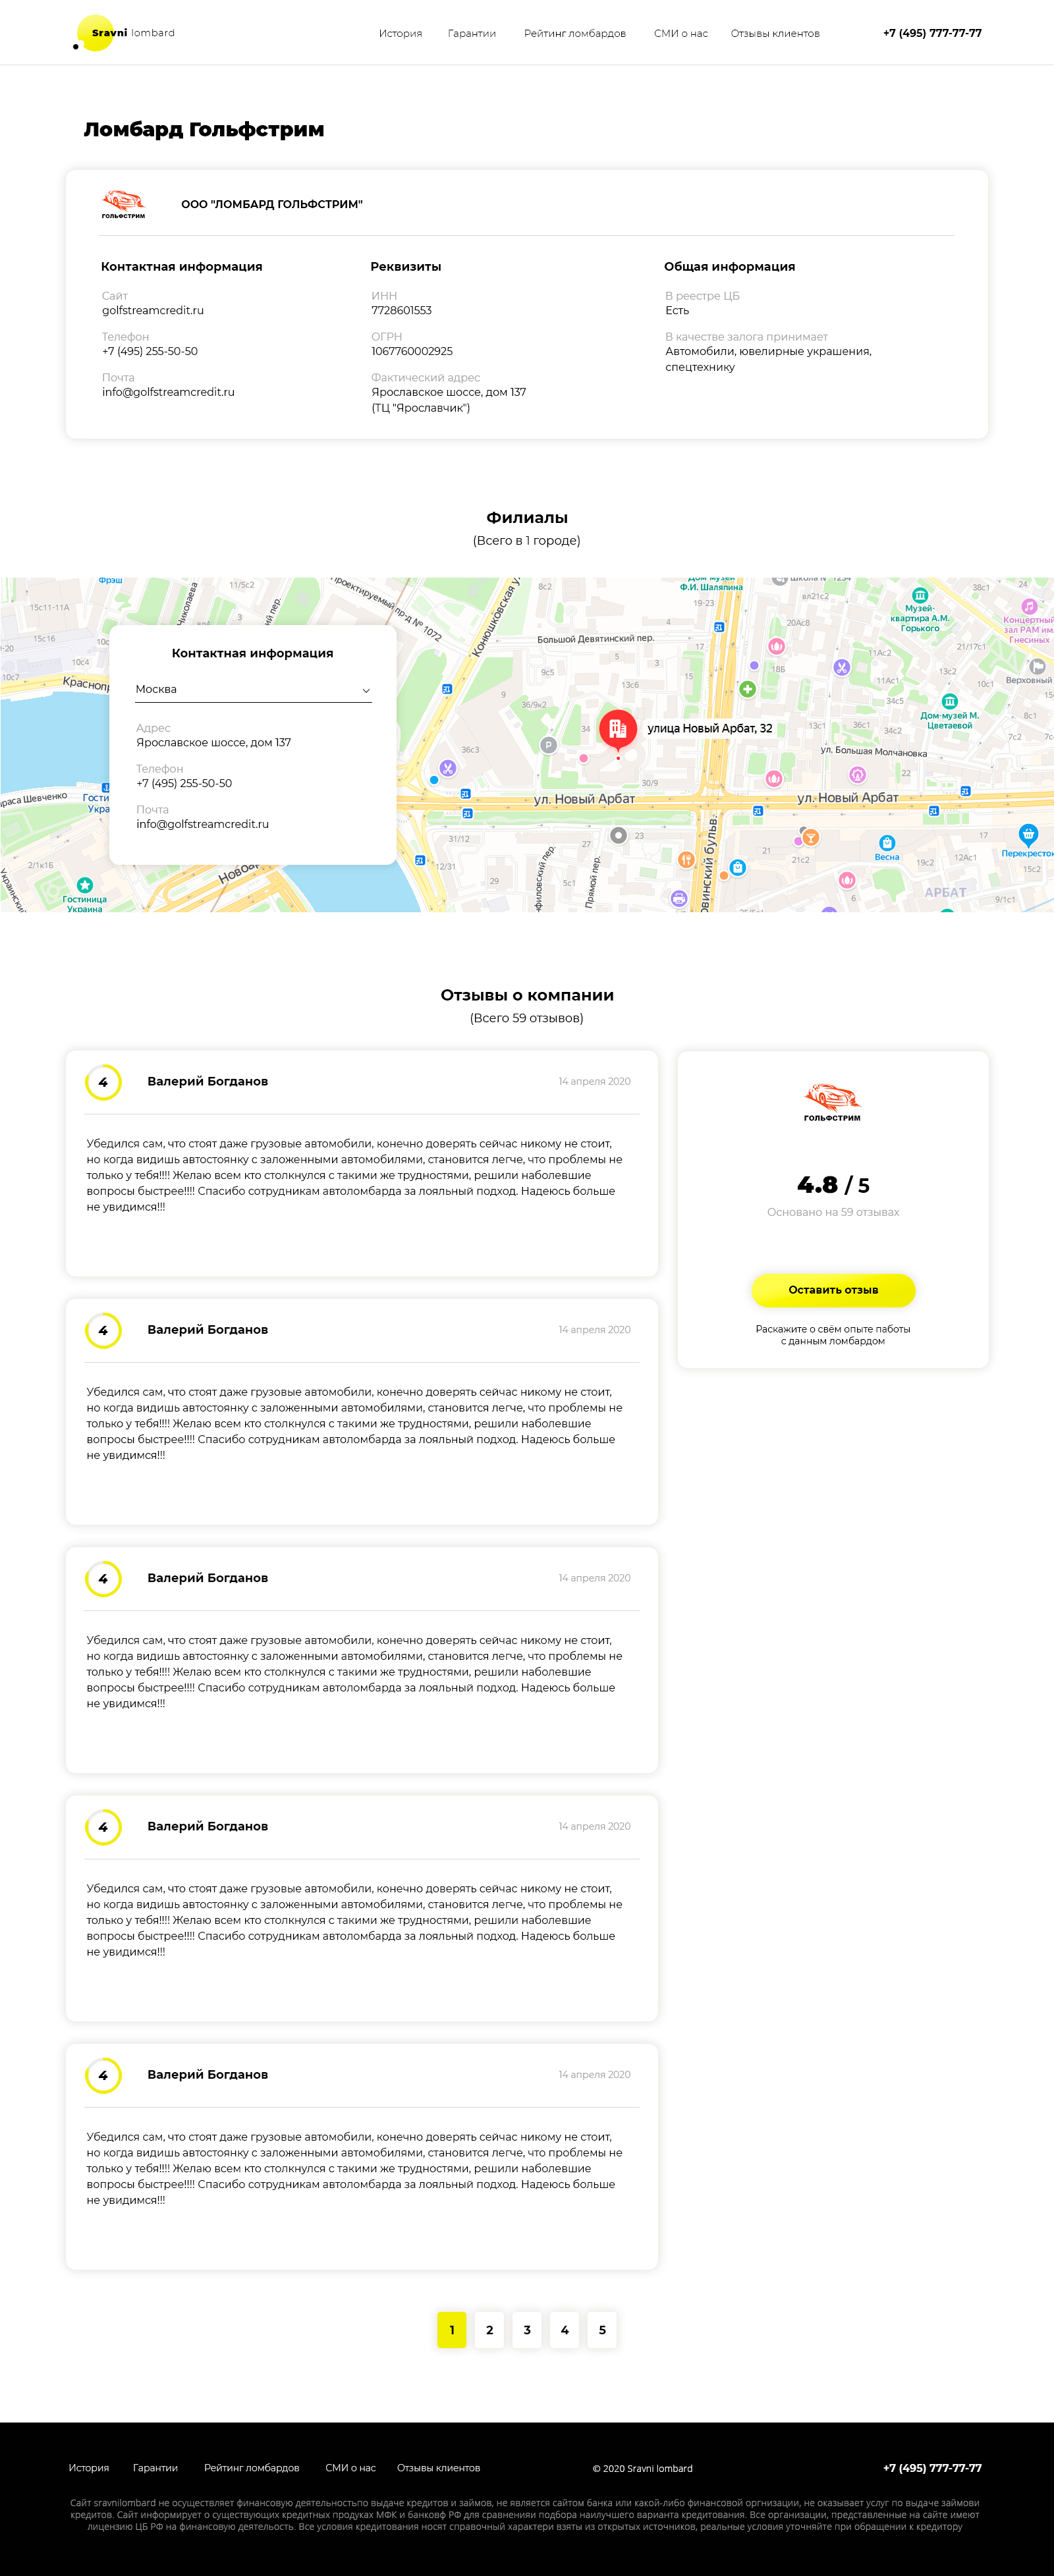 Sravni lombard
История Гарантии Рейтинг ломбардов СМИ о нас Отзывы клиентов +7 (495) 777-77-77
Ломбард Гольфстрим
ГОЛЬФСТРИМ
ООО "ЛОМБАРД ГОЛЬФСТРИМ"
Контактная информация
Сайт
golfstreamcredit.ru
Телефон
+7 (495) 255-50-50
Почта
info@golfstreamcredit.ru
Реквизиты
ИНН
7728601553
ОГРН
1067760002925
Фактический адрес
Ярославское шоссе, дом 137
(ТЦ "Ярославчик")
Общая информация
В реестре ЦБ
Есть
В качестве залога принимает
Автомобили, ювелирные украшения,
спецтехнику
Филиалы
(Всего в 1 городе)
Контактная информация
Москва
Адрес
Ярославское шоссе, дом 137
Телефон
+7 (495) 255-50-50
Почта
info@golfstreamcredit.ru
Фрэш
Проектируемый пр-д № 1072
Конюшковская у
Большой Девятинский пер.
Ф.И. Шаляпина
Музей-
квартира А.М.
Горького
Концертный
зал РАМ им.
Гнесиных
Верховный
Дом-музей М.
Цветаевой
ул. Большая Молчановка
улица Новый Арбат, 32
ул. Новый Арбат
ул. Новый Арбат
Прямой пер.
Весна
Перекресток
АРБАТ
Гостиница
Украина
Отзывы о компании
(Всего 59 отзывов)
4 Валерий Богданов 14 апреля 2020
Убедился сам, что стоят даже грузовые автомобили, конечно доверять сейчас никому не стоит,
но когда видишь автостоянку с заложенными автомобилями, становится легче, что проблемы не
только у тебя!!!! Желаю всем кто столкнулся с такими же трудностями, решили наболевшие
вопросы быстрее!!!! Спасибо сотрудникам автоломбарда за лояльный подход. Надеюсь больше
не увидимся!!!
ГОЛЬФСТРИМ
4.8 / 5
Основано на 59 отзывах
Оставить отзыв
Раскажите о свём опыте работы
с данным ломбардом
4 Валерий Богданов 14 апреля 2020
Убедился сам, что стоят даже грузовые автомобили, конечно доверять сейчас никому не стоит,
но когда видишь автостоянку с заложенными автомобилями, становится легче, что проблемы не
только у тебя!!!! Желаю всем кто столкнулся с такими же трудностями, решили наболевшие
вопросы быстрее!!!! Спасибо сотрудникам автоломбарда за лояльный подход. Надеюсь больше
не увидимся!!!
4 Валерий Богданов 14 апреля 2020
Убедился сам, что стоят даже грузовые автомобили, конечно доверять сейчас никому не стоит,
но когда видишь автостоянку с заложенными автомобилями, становится легче, что проблемы не
только у тебя!!!! Желаю всем кто столкнулся с такими же трудностями, решили наболевшие
вопросы быстрее!!!! Спасибо сотрудникам автоломбарда за лояльный подход. Надеюсь больше
не увидимся!!!
4 Валерий Богданов 14 апреля 2020
Убедился сам, что стоят даже грузовые автомобили, конечно доверять сейчас никому не стоит,
но когда видишь автостоянку с заложенными автомобилями, становится легче, что проблемы не
только у тебя!!!! Желаю всем кто столкнулся с такими же трудностями, решили наболевшие
вопросы быстрее!!!! Спасибо сотрудникам автоломбарда за лояльный подход. Надеюсь больше
не увидимся!!!
4 Валерий Богданов 14 апреля 2020
Убедился сам, что стоят даже грузовые автомобили, конечно доверять сейчас никому не стоит,
но когда видишь автостоянку с заложенными автомобилями, становится легче, что проблемы не
только у тебя!!!! Желаю всем кто столкнулся с такими же трудностями, решили наболевшие
вопросы быстрее!!!! Спасибо сотрудникам автоломбарда за лояльный подход. Надеюсь больше
не увидимся!!!
1 2 3 4 5
История Гарантии Рейтинг ломбардов СМИ о нас Отзывы клиентов © 2020 Sravni lombard +7 (495) 777-77-77
Сайт sravnilombard не осуществляет финансовую деятельностьпо выдаче кредитов и займов, не является сайтом банка или какой-либо финансовой оргнизации, не оказывает услуг по выдаче займови
кредитов. Сайт информирует о существующих кредитных продуках МФК и банковф РФ для сравненияи подбора наилучшего варианта кредитования. Все организации, представленные на сайте имеют
лицензию ЦБ РФ на финансовую деятельность. Все условия кредитования носят справочный характери взяты из открытых источников, реальные условия уточняйте при обращении к кредитору